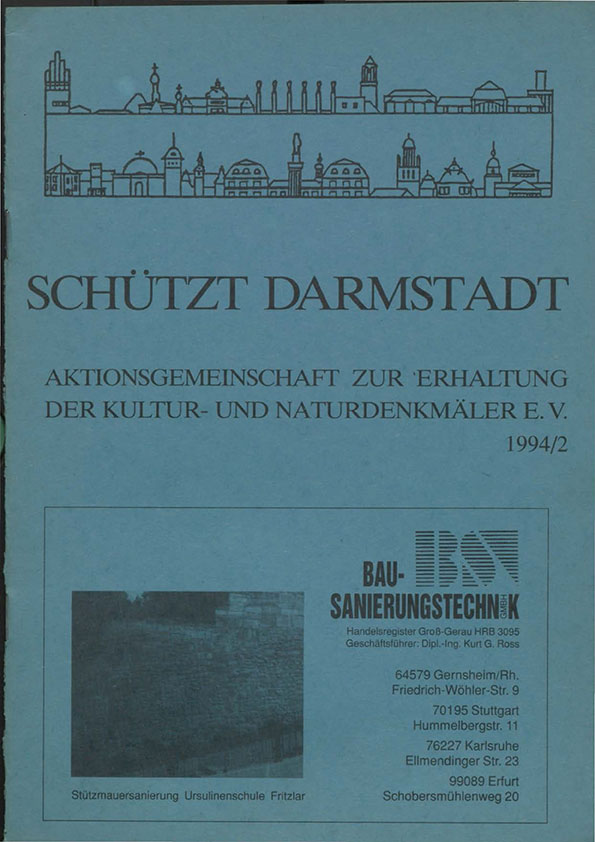 SCHÜTZT DARMSTADT
AKTIONSGEMEINSCHAFT ZUR ERHALTUNG
DER KULTUR- UND NATURDENKMÄLER E. V.
1994/2
BST
BAU-
SANIERUNGSTECHNIK
GMBH
Handelsregister Groß-Gerau HRB 3095
Geschäftsführer: Dipl.-Ing. Kurt G. Ross
64579 Gernsheim/Rh.
Friedrich-Wöhler-Str. 9
70195 Stuttgart
Hummelbergstr. 11
76227 Karlsruhe
Ellmendinger Str. 23
99089 Erfurt
Schobersmühlenweg 20
Stützmauersanierung Ursulinenschule Fritzlar